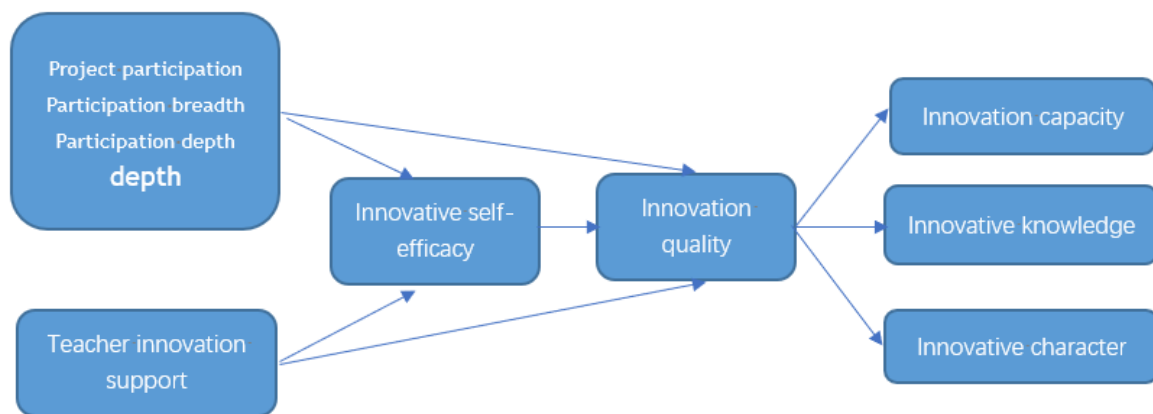 Project participation
Participation breadth
Participation depth
depth
Teacher innovation
support
Innovative self-
efficacy
Innovation
quality
Innovation capacity
Innovative knowledge
Innovative character